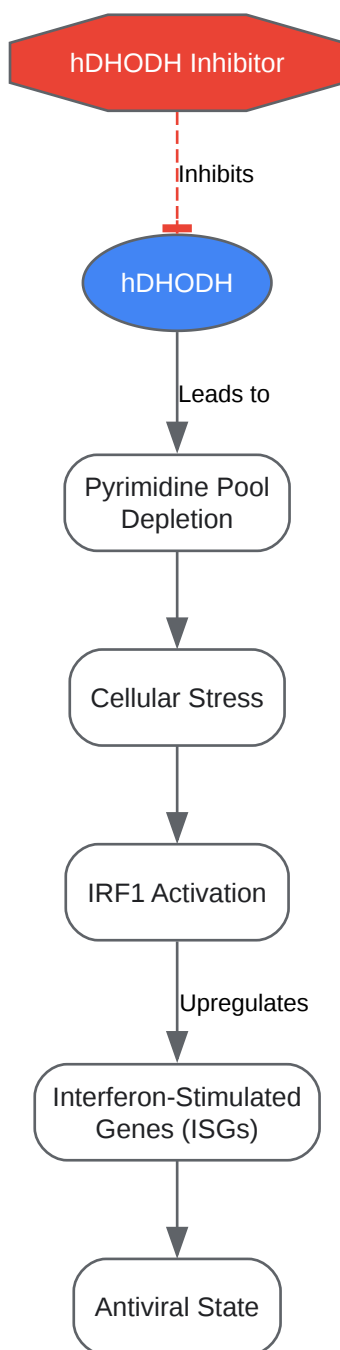 hDHODH Inhibitor
Inhibits
hDHODH
Leads to
Pyrimidine Pool
Depletion
Cellular Stress
IRF1 Activation
Upregulates
Interferon-Stimulated
Genes (ISGs)
Antiviral State